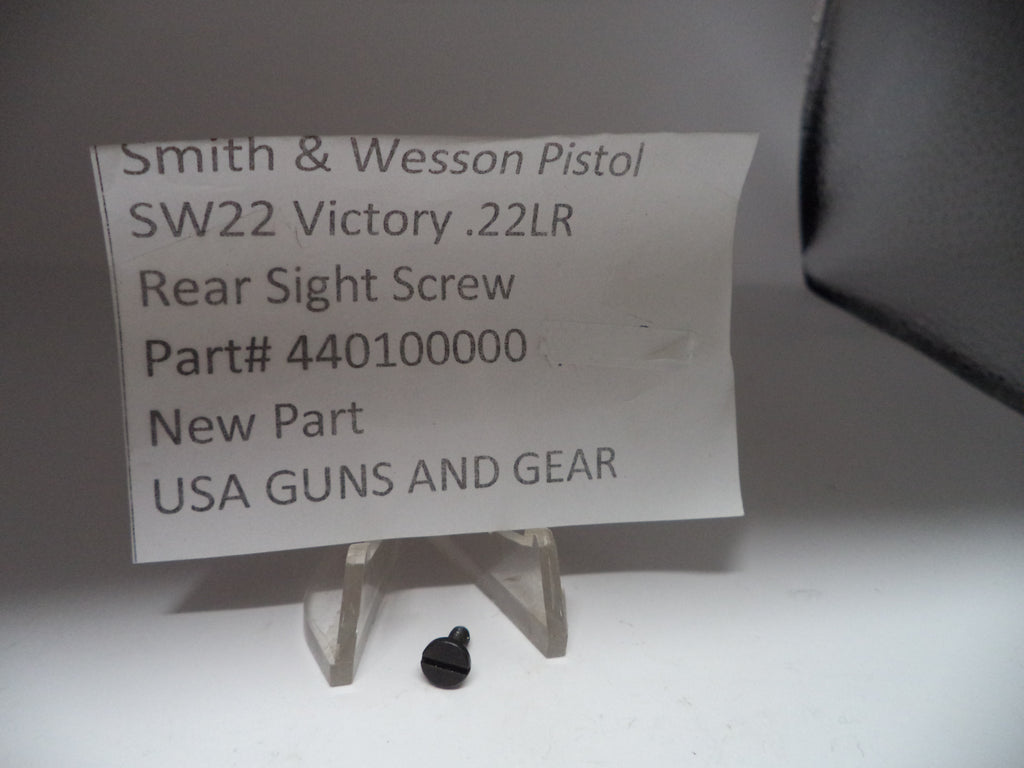 Smith & Wesson Pistol
SW22 Victory .22LR
Rear Sight Screw
Part# 440100000
New Part
USA GUNS AND GEAR